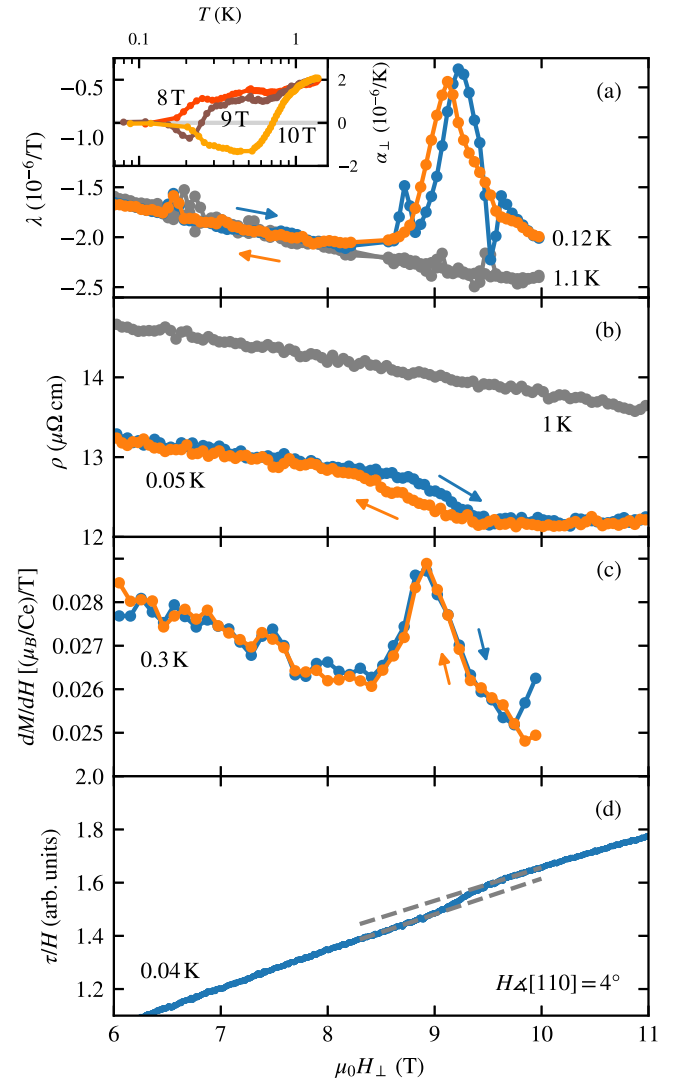 T (K)
0.1 1
(a)
8 T
9 T
10 T
2
0
−2
α⊥ (10⁻⁶/K)
−0.5
−1.0
−1.5
−2.0
−2.5
λ (10⁻⁶/T)
0.12 K
1.1 K
(b)
14
13
12
ρ (μΩ cm)
1 K
0.05 K
(c)
0.028
0.027
0.026
0.025
dM/dH [(μB/Ce)/T]
0.3 K
(d)
2.0
1.8
1.6
1.4
1.2
τ/H (arb. units)
0.04 K
H∡[110] = 4°
6 7 8 9 10 11
μ₀H⊥ (T)